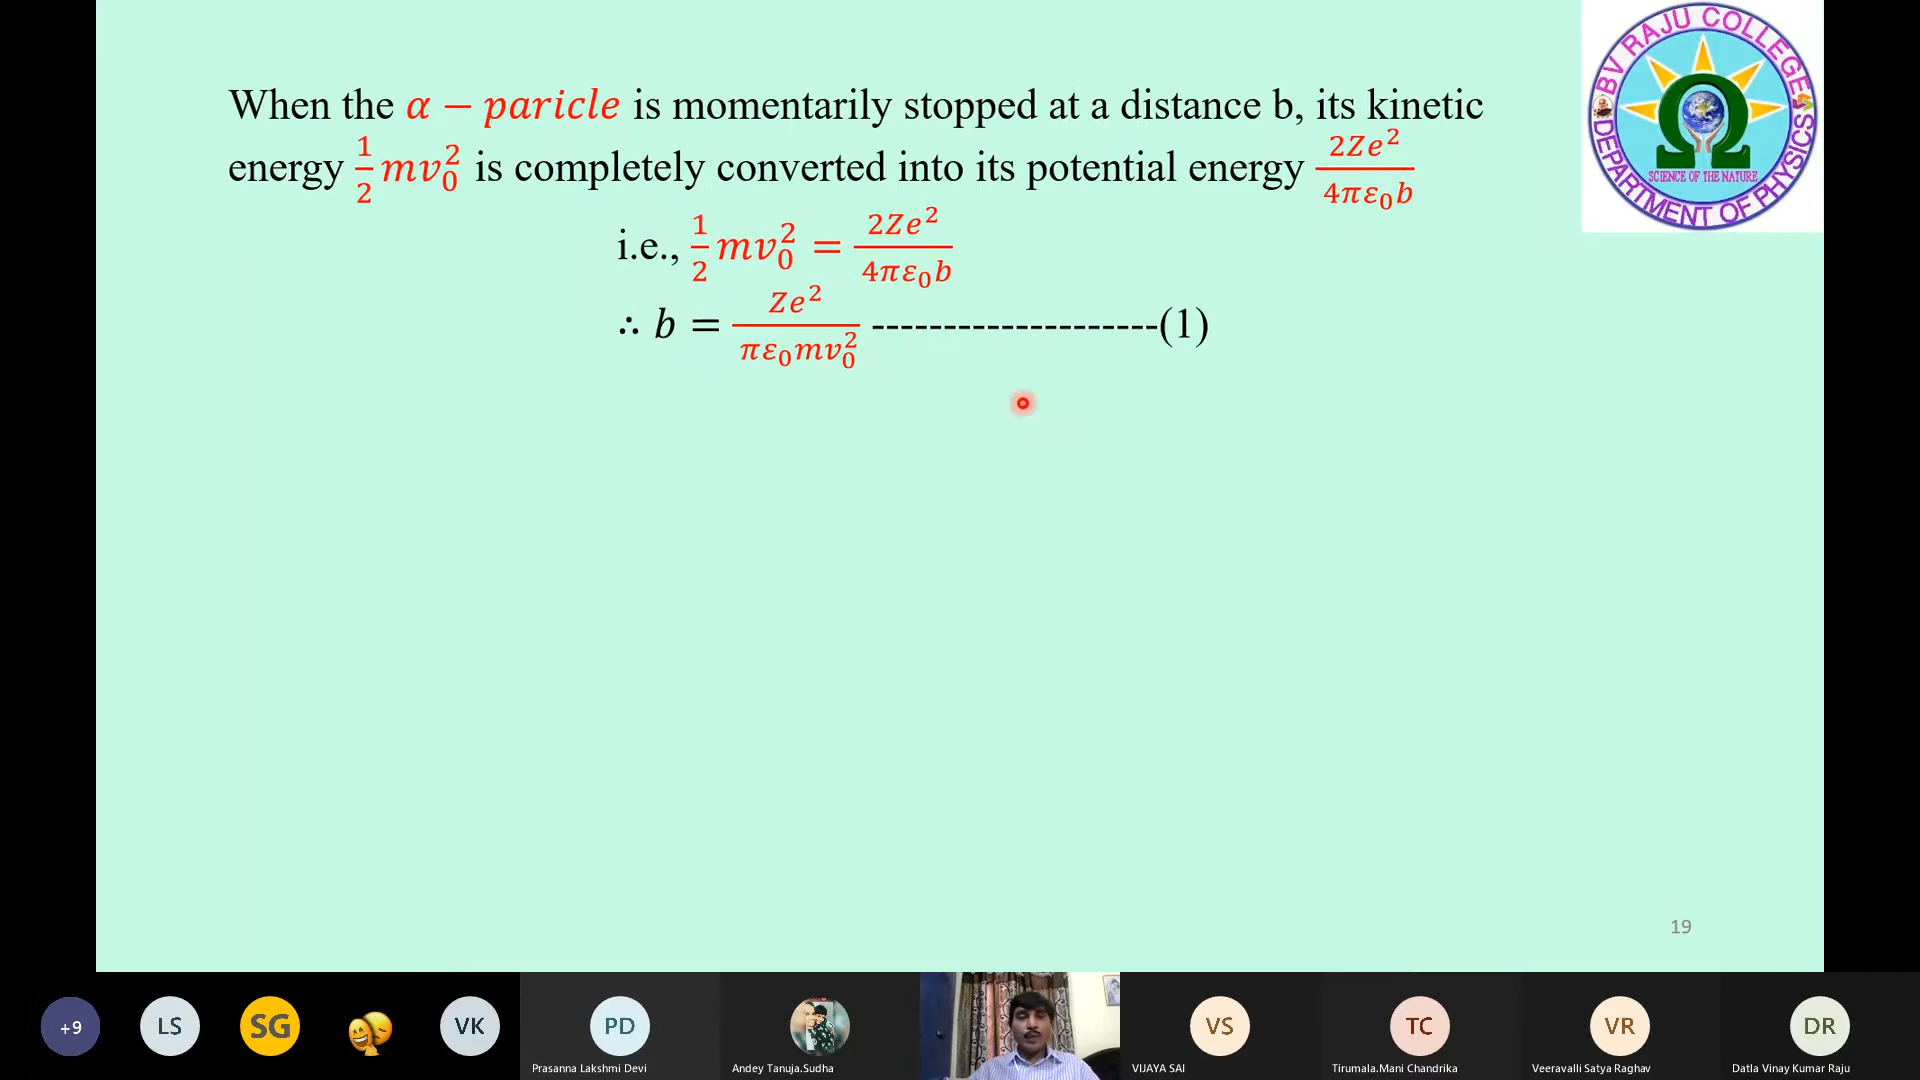 When the α − paricle is momentarily stopped at a distance b, its kinetic
energy 1/2 mv₀² is completely converted into its potential energy 2Ze²/4πε₀b
i.e., 1/2 mv₀² = 2Ze²/4πε₀b
∴ b = Ze²/πε₀mv₀² --------------------(1)
BV RAJU COLLEGE
Ω
SCIENCE OF THE NATURE
DEPARTMENT OF PHYSICS
19
+9
LS
SG
VK
PD
VS
TC
VR
DR
Prasanna Lakshmi Devi
Andey Tanuja.Sudha
VIJAYA SAI
Tirumala.Mani Chandrika
Veeravalli Satya Raghav
Datla Vinay Kumar Raju